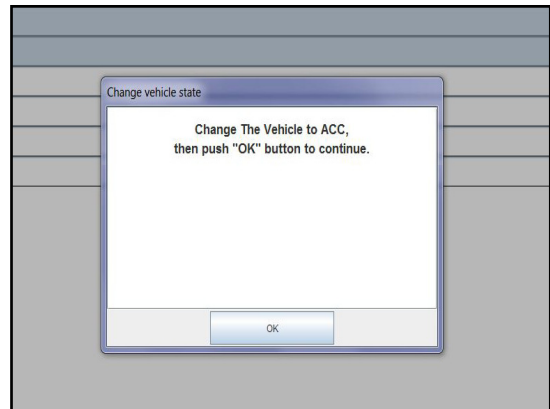 Change vehicle state
Change The Vehicle to ACC,
then push "OK" button to continue.
OK